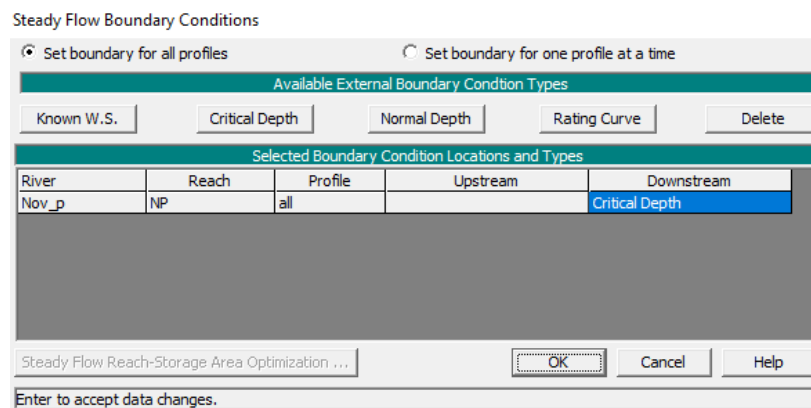 Steady Flow Boundary Conditions
Set boundary for all profiles Set boundary for one profile at a time
Available External Boundary Condtion Types
Known W.S. Critical Depth Normal Depth Rating Curve Delete
Selected Boundary Condition Locations and Types
River Reach Profile Upstream Downstream
Nov_p NP all Critical Depth
Steady Flow Reach-Storage Area Optimization ... OK Cancel Help
Enter to accept data changes.